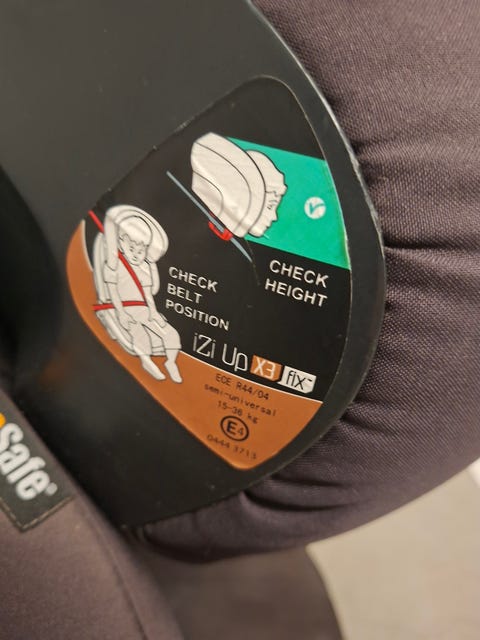 CHECK
HEIGHT
CHECK
BELT
POSITION
iZi Up X3 fix™
ECE R44/04
semi-universal
15-36 kg
E4
0444 3713
Safe®